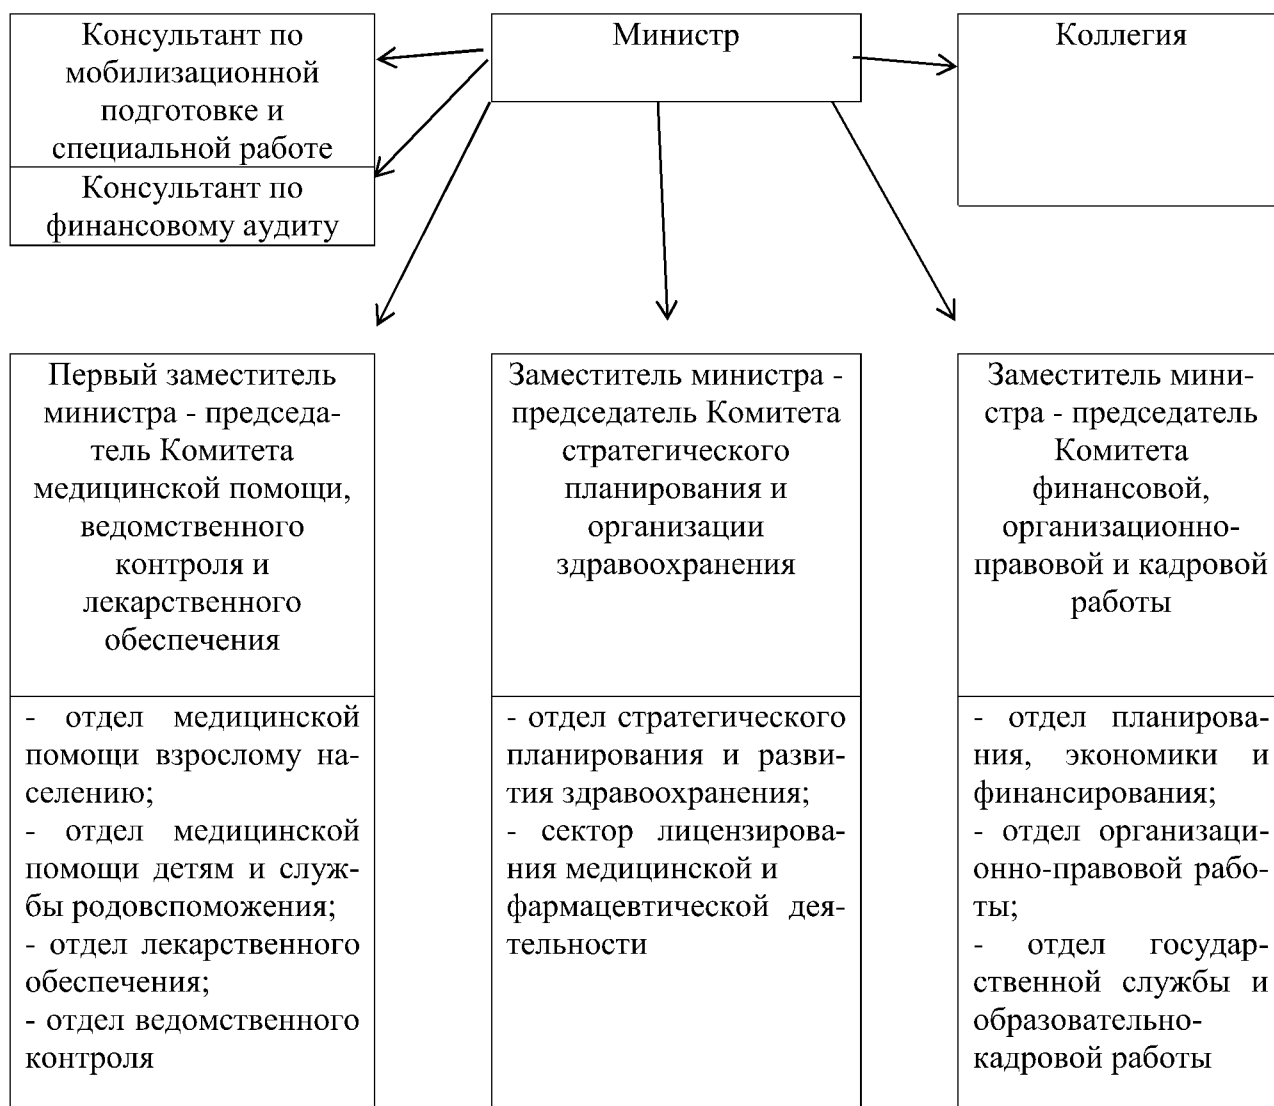 Консультант по
мобилизационной
подготовке и
специальной работе
Консультант по
финансовому аудиту
Министр
Коллегия
Первый заместитель
министра - председа-
тель Комитета
медицинской помощи,
ведомственного
контроля и
лекарственного
обеспечения
Заместитель министра -
председатель Комитета
стратегического
планирования и
организации
здравоохранения
Заместитель мини-
стра - председатель
Комитета
финансовой,
организационно-
правовой и кадровой
работы
- отдел медицинской
помощи взрослому на-
селению;
- отдел медицинской
помощи детям и служ-
бы родовспоможения;
- отдел лекарственного
обеспечения;
- отдел ведомственного
контроля
- отдел стратегического
планирования и разви-
тия здравоохранения;
- сектор лицензирова-
ния медицинской и
фармацевтической дея-
тельности
- отдел планирова-
ния, экономики и
финансирования;
- отдел организаци-
онно-правовой рабо-
ты;
- отдел государ-
ственной службы и
образовательно-
кадровой работы